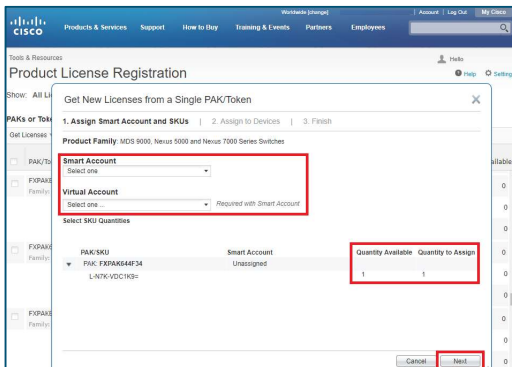 Worldwide [change]
Account | Log Out
My Cisco
CISCO
Products & Services
Support
How to Buy
Training & Events
Partners
Employees
Tools & Resources
Hello
Product License Registration
Help
Setting
Show: All Li
PAKs or Tok
Get Licenses
PAK/To
ailable
FXPAK
Family:
0
0
0
FXPAK
Family:
0
0
0
FXPAK
Family:
0
0
0
Get New Licenses from a Single PAK/Token
X
1. Assign Smart Account and SKUs | 2. Assign to Devices | 3. Finish
Product Family: MDS 9000, Nexus 5000 and Nexus 7000 Series Switches
Smart Account
Select one
Virtual Account
Select one ...
Required with Smart Account
Select SKU Quantities
PAK/SKU
Smart Account
Quantity Available
Quantity to Assign
PAK: FXPAK644F34
Unassigned
L-N7K-VDC1K9=
1
1
Cancel
Next